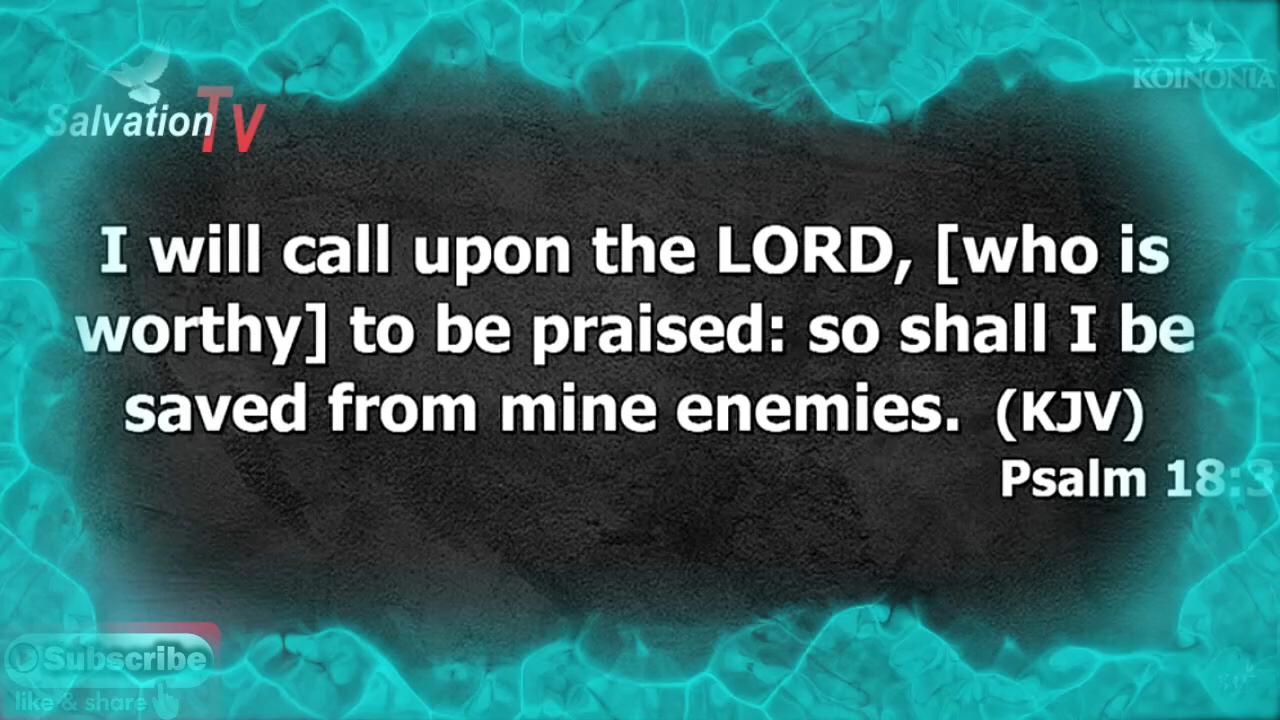 SalvationTV
KOINONIA
I will call upon the LORD, [who is
worthy] to be praised: so shall I be
saved from mine enemies. (KJV)
Psalm 18:3
Subscribe
like & share